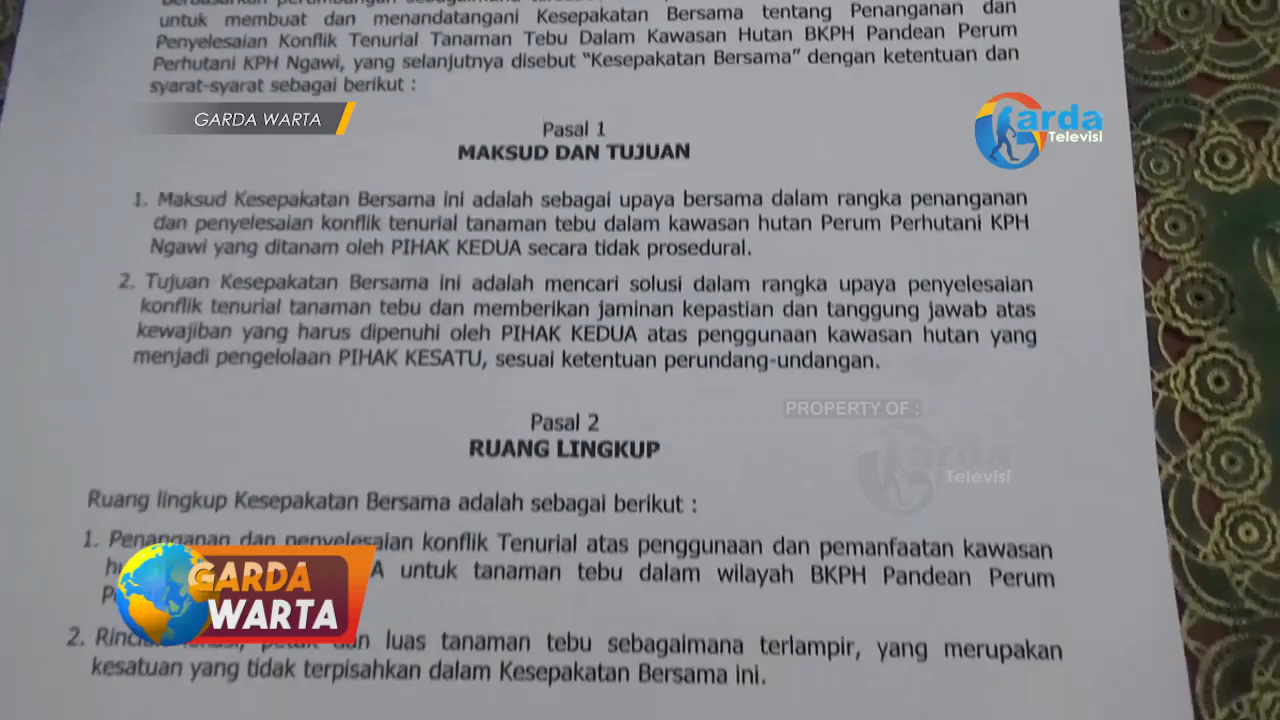 untuk membuat dan menandatangani Kesepakatan Bersama tentang Penanganan dan
Penyelesaian Konflik Tenurial Tanaman Tebu Dalam Kawasan Hutan BKPH Pandean Perum
Perhutani KPH Ngawi, yang selanjutnya disebut "Kesepakatan Bersama" dengan ketentuan dan
syarat-syarat sebagai berikut :
GARDA WARTA
Garda
Televisi
Pasal 1
MAKSUD DAN TUJUAN
1. Maksud Kesepakatan Bersama ini adalah sebagai upaya bersama dalam rangka penanganan
dan penyelesaian konflik tenurial tanaman tebu dalam kawasan hutan Perum Perhutani KPH
Ngawi yang ditanam oleh PIHAK KEDUA secara tidak prosedural.
2. Tujuan Kesepakatan Bersama ini adalah mencari solusi dalam rangka upaya penyelesaian
konflik tenurial tanaman tebu dan memberikan jaminan kepastian dan tanggung jawab atas
kewajiban yang harus dipenuhi oleh PIHAK KEDUA atas penggunaan kawasan hutan yang
menjadi pengelolaan PIHAK KESATU, sesuai ketentuan perundang-undangan.
PROPERTY OF :
Garda
Televisi
Pasal 2
RUANG LINGKUP
Ruang lingkup Kesepakatan Bersama adalah sebagai berikut :
1. Penanganan dan penyelesaian konflik Tenurial atas penggunaan dan pemanfaatan kawasan
untuk tanaman tebu dalam wilayah BKPH Pandean Perum
2. luas tanaman tebu sebagaimana terlampir, yang merupakan
kesatuan yang tidak terpisahkan dalam Kesepakatan Bersama ini.
GARDA
WARTA